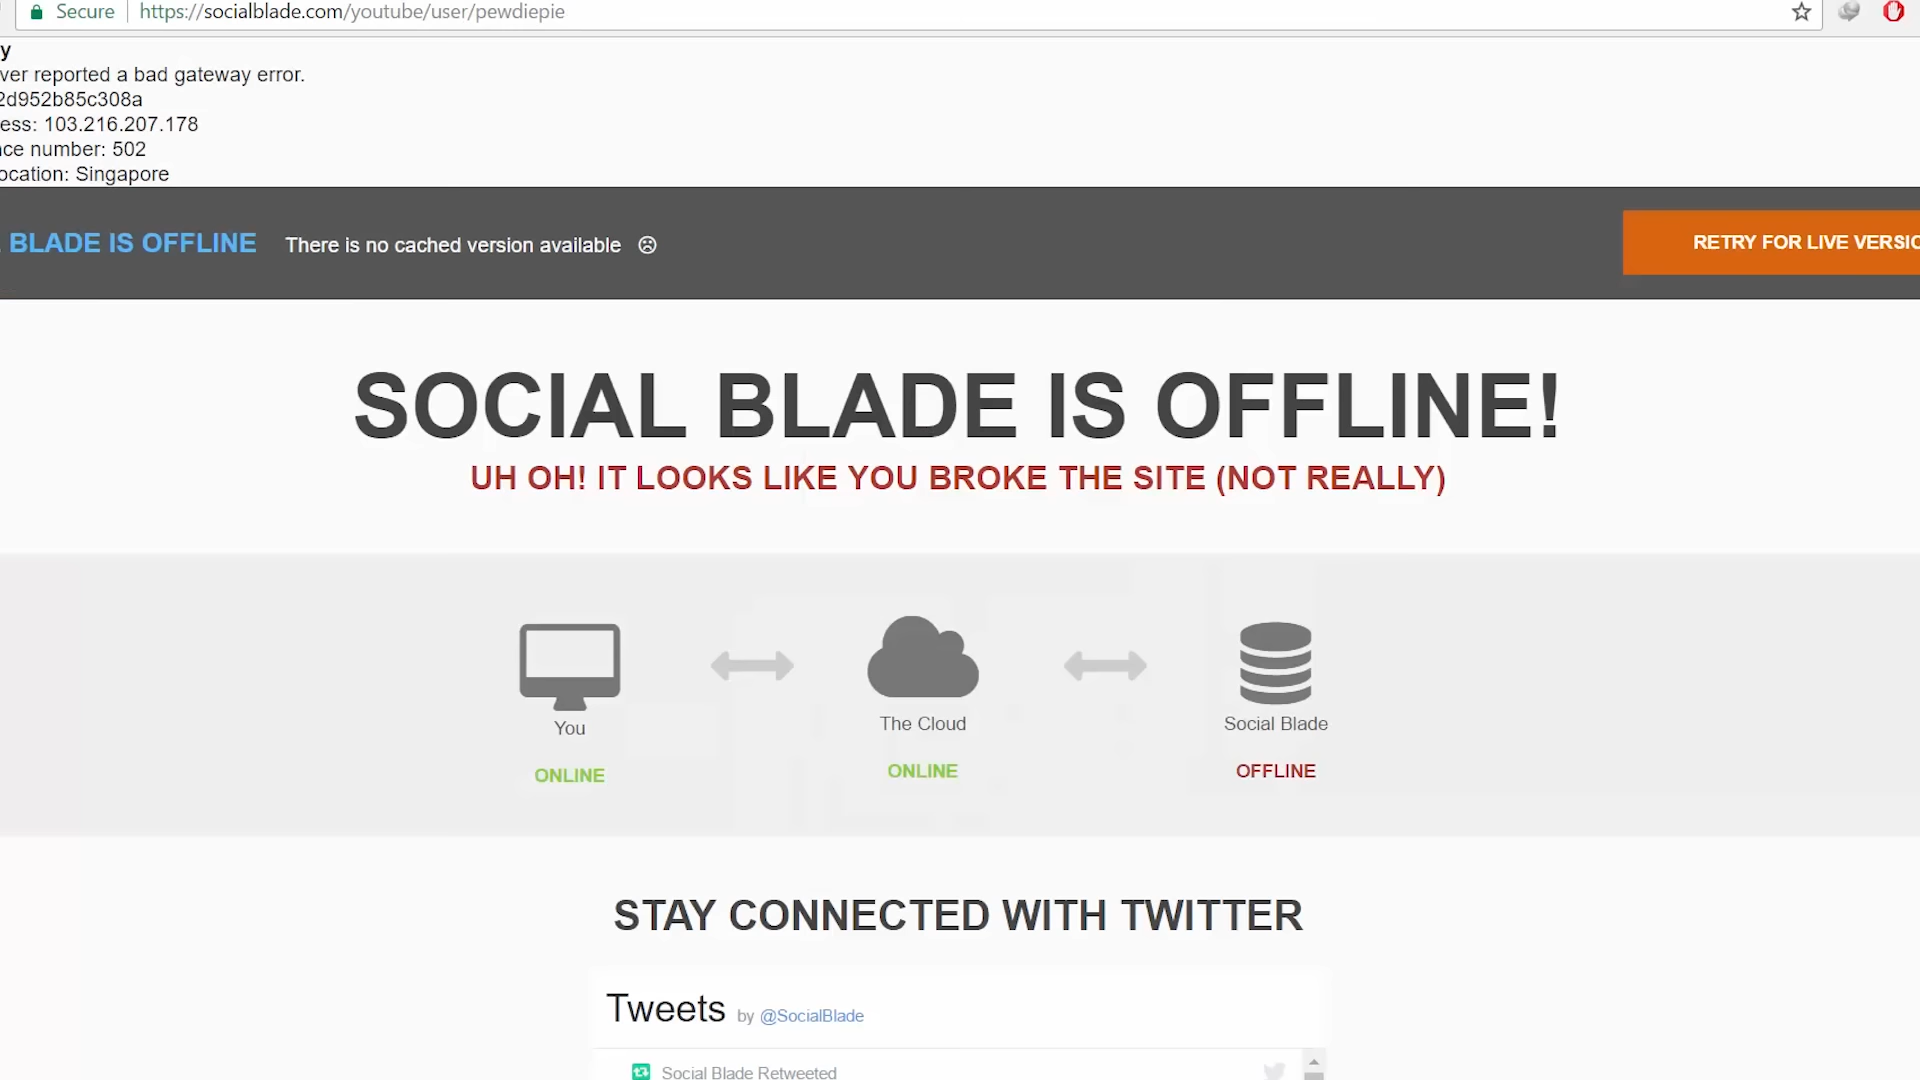 Secure https://socialblade.com/youtube/user/pewdiepie
y
ver reported a bad gateway error.
2d952b85c308a
ess: 103.216.207.178
ce number: 502
ocation: Singapore
BLADE IS OFFLINE There is no cached version available RETRY FOR LIVE VERSIO
SOCIAL BLADE IS OFFLINE!
UH OH! IT LOOKS LIKE YOU BROKE THE SITE (NOT REALLY)
You The Cloud Social Blade
ONLINE ONLINE OFFLINE
STAY CONNECTED WITH TWITTER
Tweets by @SocialBlade
Social Blade Retweeted